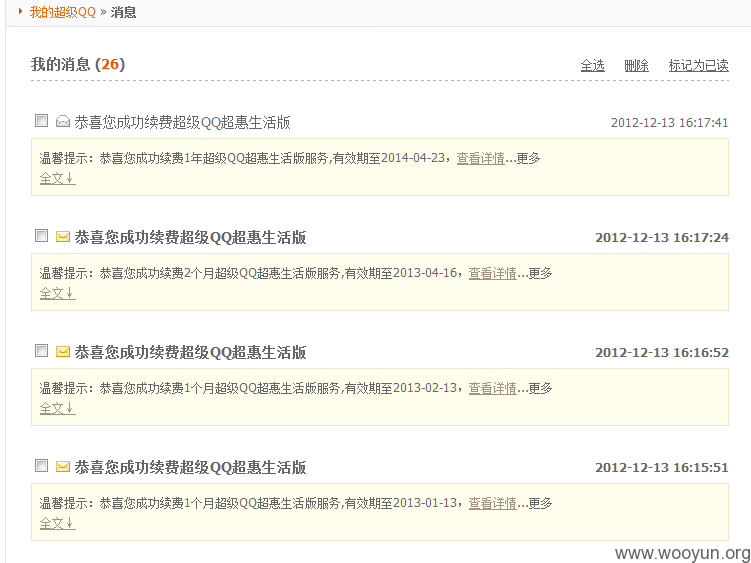 我的超级QQ » 消息
我的消息 (26) 全选 删除 标记为已读
恭喜您成功续费超级QQ超惠生活版 2012-12-13 16:17:41
温馨提示：恭喜您成功续费1年超级QQ超惠生活版服务,有效期至2014-04-23，查看详情...更多
全文↓
恭喜您成功续费超级QQ超惠生活版 2012-12-13 16:17:24
温馨提示：恭喜您成功续费2个月超级QQ超惠生活版服务,有效期至2013-04-16，查看详情...更多
全文↓
恭喜您成功续费超级QQ超惠生活版 2012-12-13 16:16:52
温馨提示：恭喜您成功续费1个月超级QQ超惠生活版服务,有效期至2013-02-13，查看详情...更多
全文↓
恭喜您成功续费超级QQ超惠生活版 2012-12-13 16:15:51
温馨提示：恭喜您成功续费1个月超级QQ超惠生活版服务,有效期至2013-01-13，查看详情...更多
全文↓
www.wooyun.org